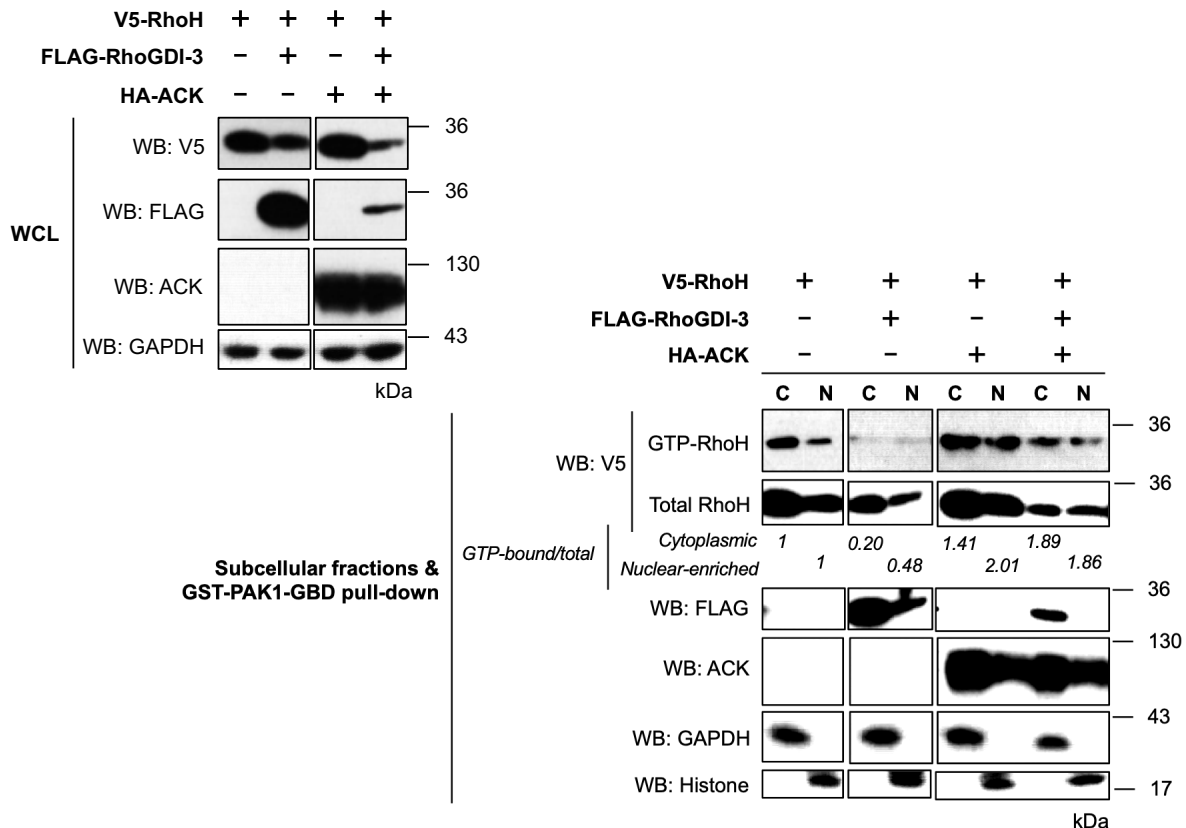 V5-RhoH + + + +
FLAG-RhoGDI-3 – + – +
HA-ACK – – + +
WCL
WB: V5 36
WB: FLAG 36
WB: ACK 130
WB: GAPDH 43
kDa
V5-RhoH + + + +
FLAG-RhoGDI-3 – + – +
HA-ACK – – + +
C N C N C N C N
Subcellular fractions &
GST-PAK1-GBD pull-down
WB: V5
GTP-RhoH 36
Total RhoH 36
GTP-bound/total
Cytoplasmic 1 0.20 1.41 1.89
Nuclear-enriched 1 0.48 2.01 1.86
WB: FLAG 36
WB: ACK 130
WB: GAPDH 43
WB: Histone 17
kDa